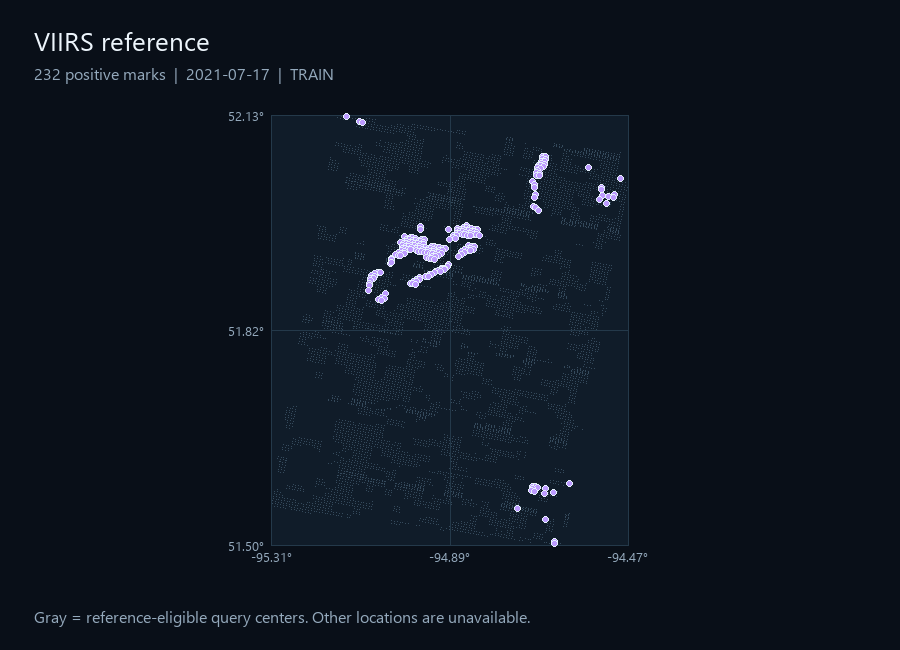 VIIRS reference
232 positive marks | 2021-07-17 | TRAIN
52.13°
51.82°
51.50°
-95.31°
-94.89°
-94.47°
Gray = reference-eligible query centers. Other locations are unavailable.